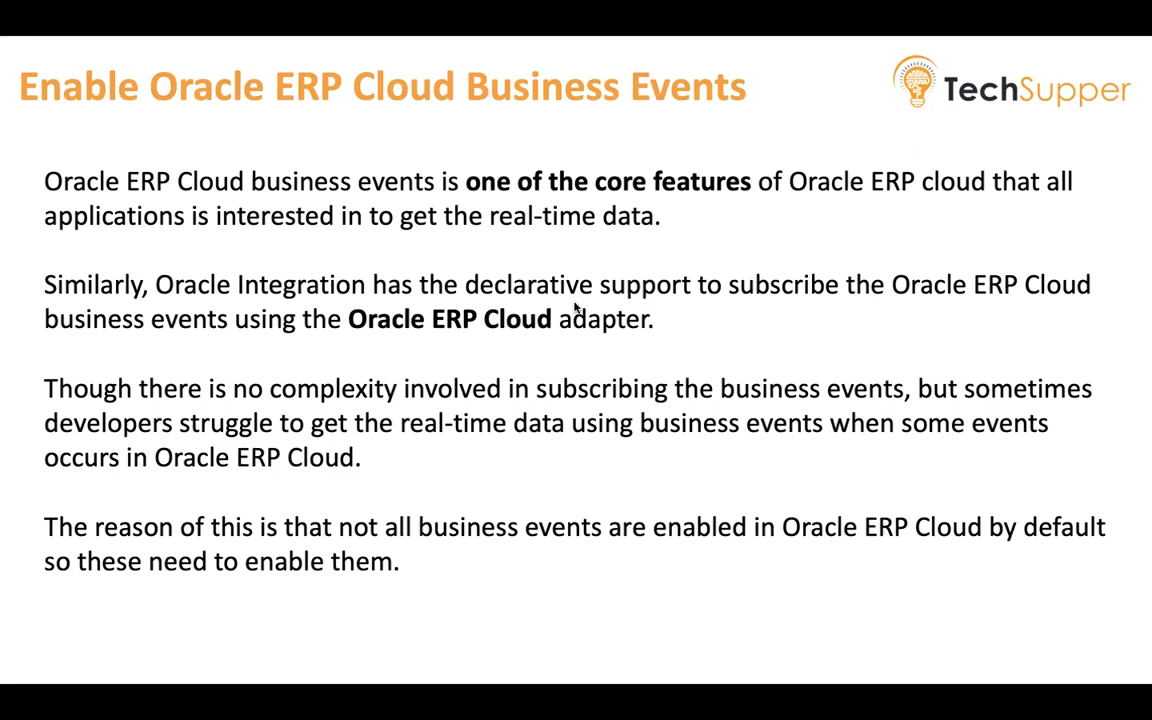 Enable Oracle ERP Cloud Business Events
TechSupper
Oracle ERP Cloud business events is one of the core features of Oracle ERP cloud that all
applications is interested in to get the real-time data.
Similarly, Oracle Integration has the declarative support to subscribe the Oracle ERP Cloud
business events using the Oracle ERP Cloud adapter.
Though there is no complexity involved in subscribing the business events, but sometimes
developers struggle to get the real-time data using business events when some events
occurs in Oracle ERP Cloud.
The reason of this is that not all business events are enabled in Oracle ERP Cloud by default
so these need to enable them.